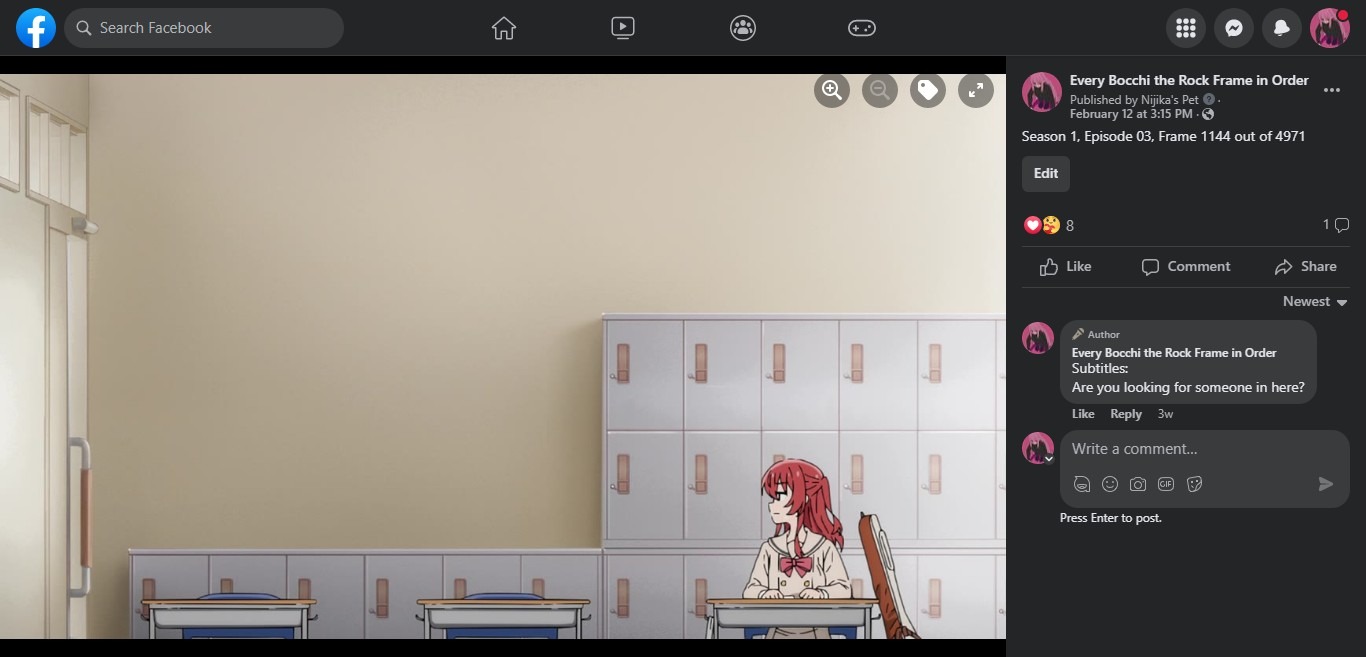 Search Facebook
Every Bocchi the Rock Frame in Order
Published by Nijika's Pet ·
February 12 at 3:15 PM ·
Season 1, Episode 03, Frame 1144 out of 4971
Edit
8
1
Like
Comment
Share
Newest
Author
Every Bocchi the Rock Frame in Order
Subtitles:
Are you looking for someone in here?
Like Reply 3w
Write a comment...
GIF
Press Enter to post.